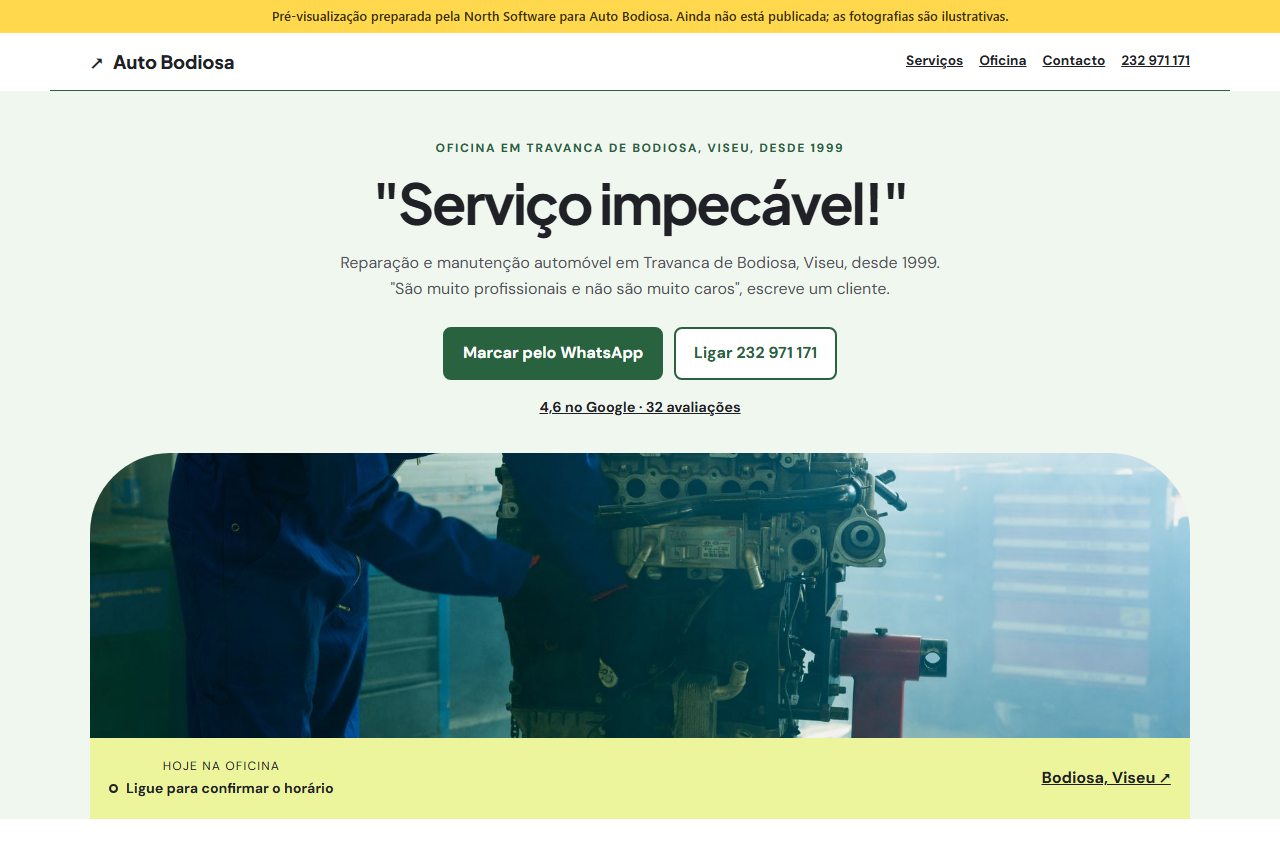 Pré-visualização preparada pela North Software para Auto Bodiosa. Ainda não está publicada; as fotografias são ilustrativas.
↗ Auto Bodiosa
Serviços Oficina Contacto 232 971 171
OFICINA EM TRAVANCA DE BODIOSA, VISEU, DESDE 1999
"Serviço impecável!"
Reparação e manutenção automóvel em Travanca de Bodiosa, Viseu, desde 1999.
"São muito profissionais e não são muito caros", escreve um cliente.
Marcar pelo WhatsApp
Ligar 232 971 171
4,6 no Google · 32 avaliações
HOJE NA OFICINA
Ligue para confirmar o horário
Bodiosa, Viseu ↗